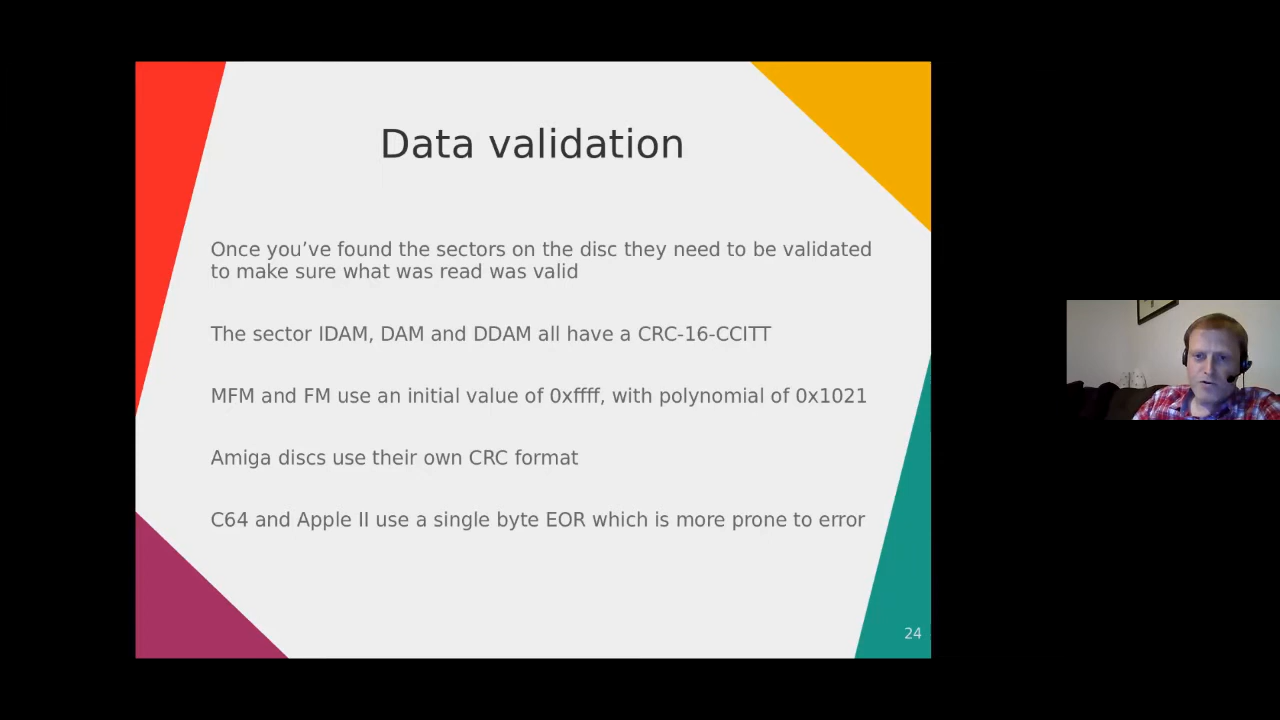 Data validation
Once you’ve found the sectors on the disc they need to be validated
to make sure what was read was valid
The sector IDAM, DAM and DDAM all have a CRC-16-CCITT
MFM and FM use an initial value of 0xffff, with polynomial of 0x1021
Amiga discs use their own CRC format
C64 and Apple II use a single byte EOR which is more prone to error
24